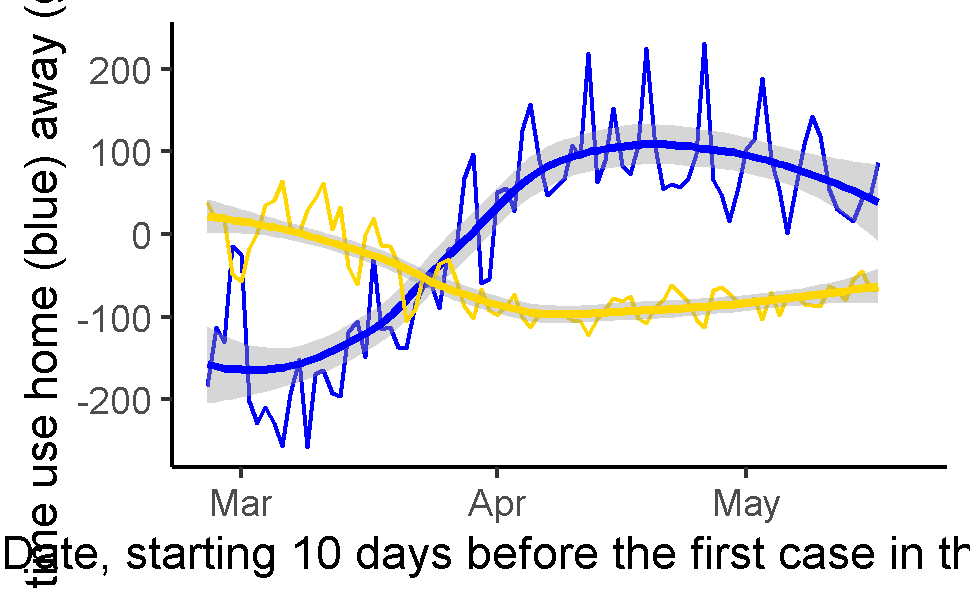 time use home (blue) away (
200
100
0
-100
-200
Mar Apr May
Date, starting 10 days before the first case in th